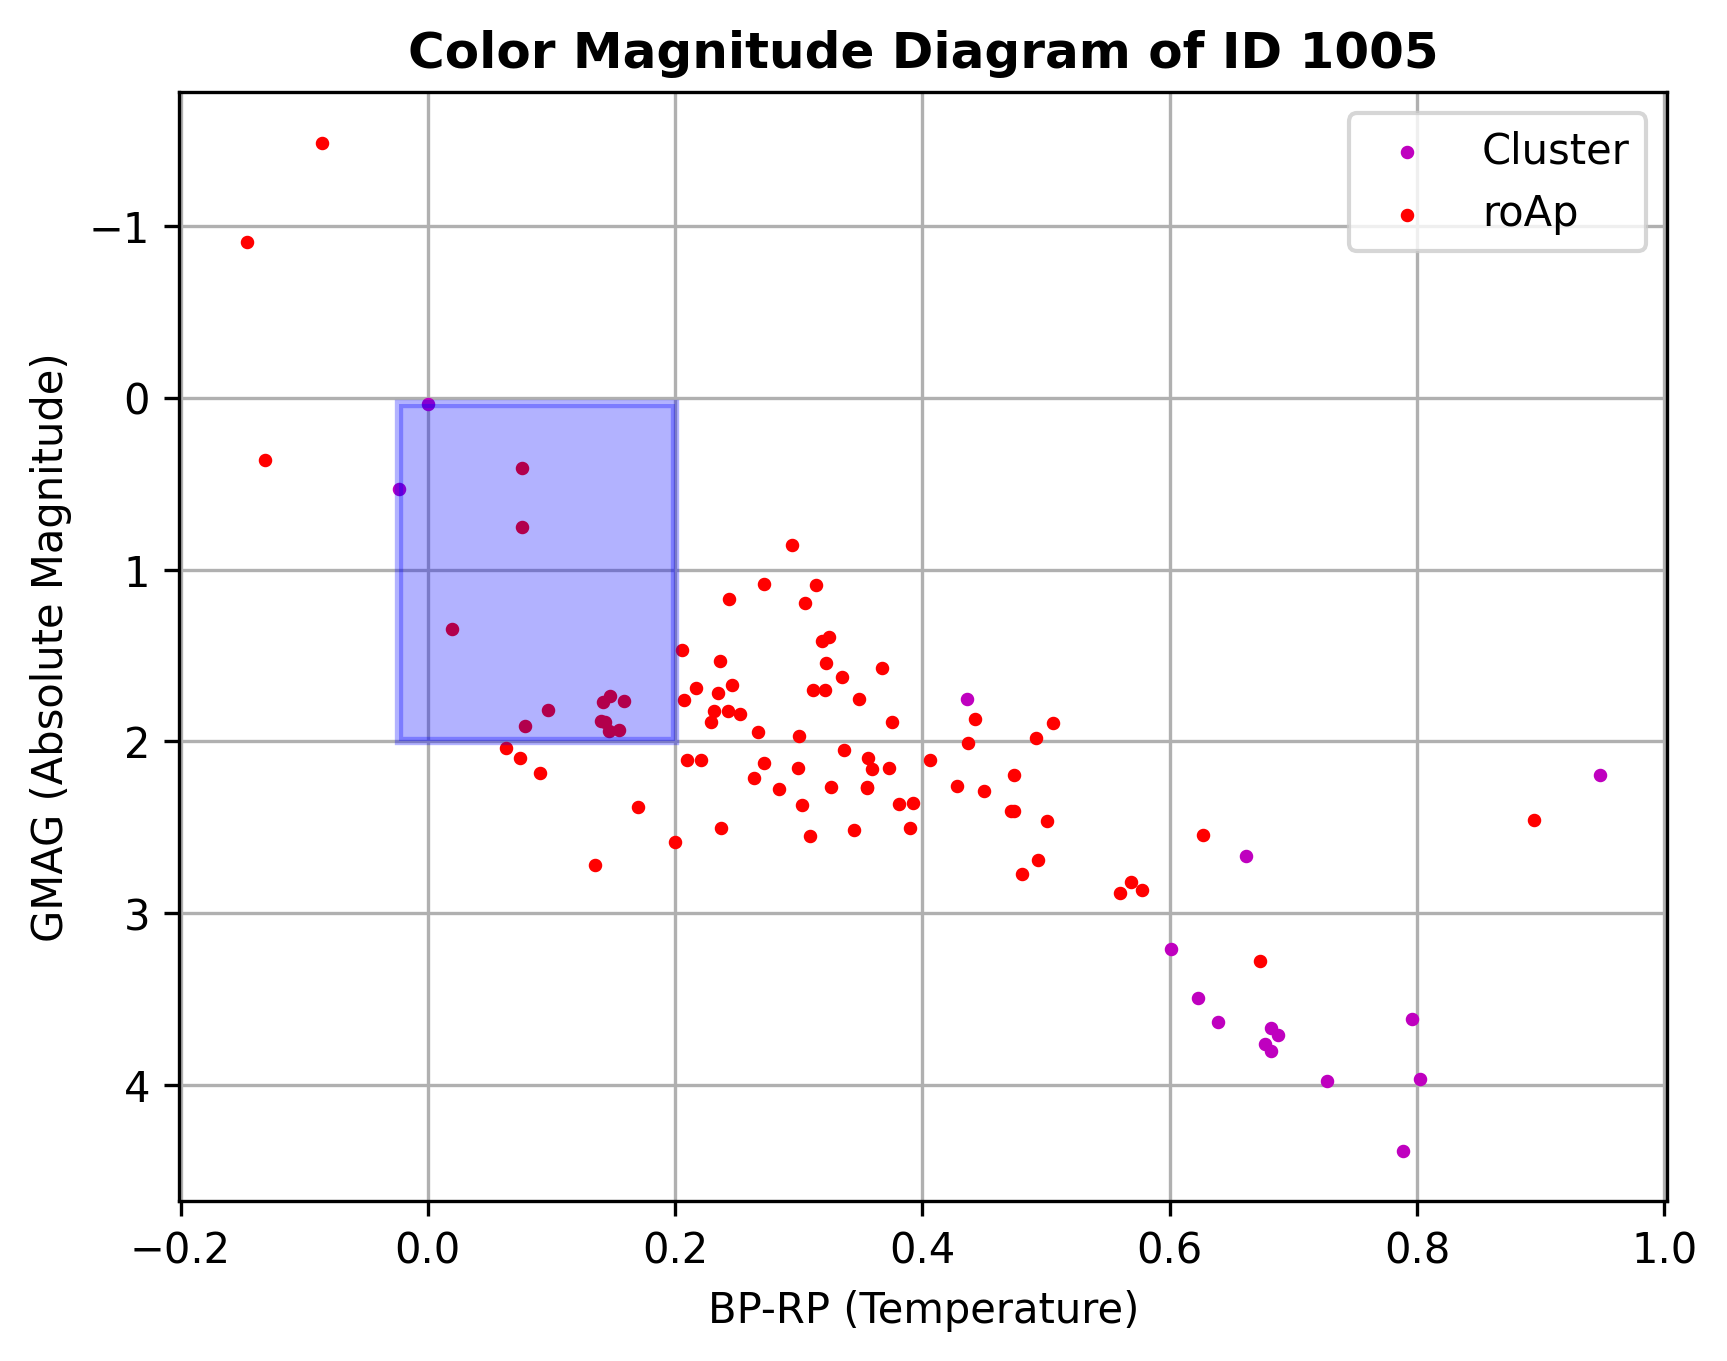 Color Magnitude Diagram of ID 1005
Cluster
roAp
GMAG (Absolute Magnitude)
−1
0
1
2
3
4
−0.2 0.0 0.2 0.4 0.6 0.8 1.0
BP-RP (Temperature)